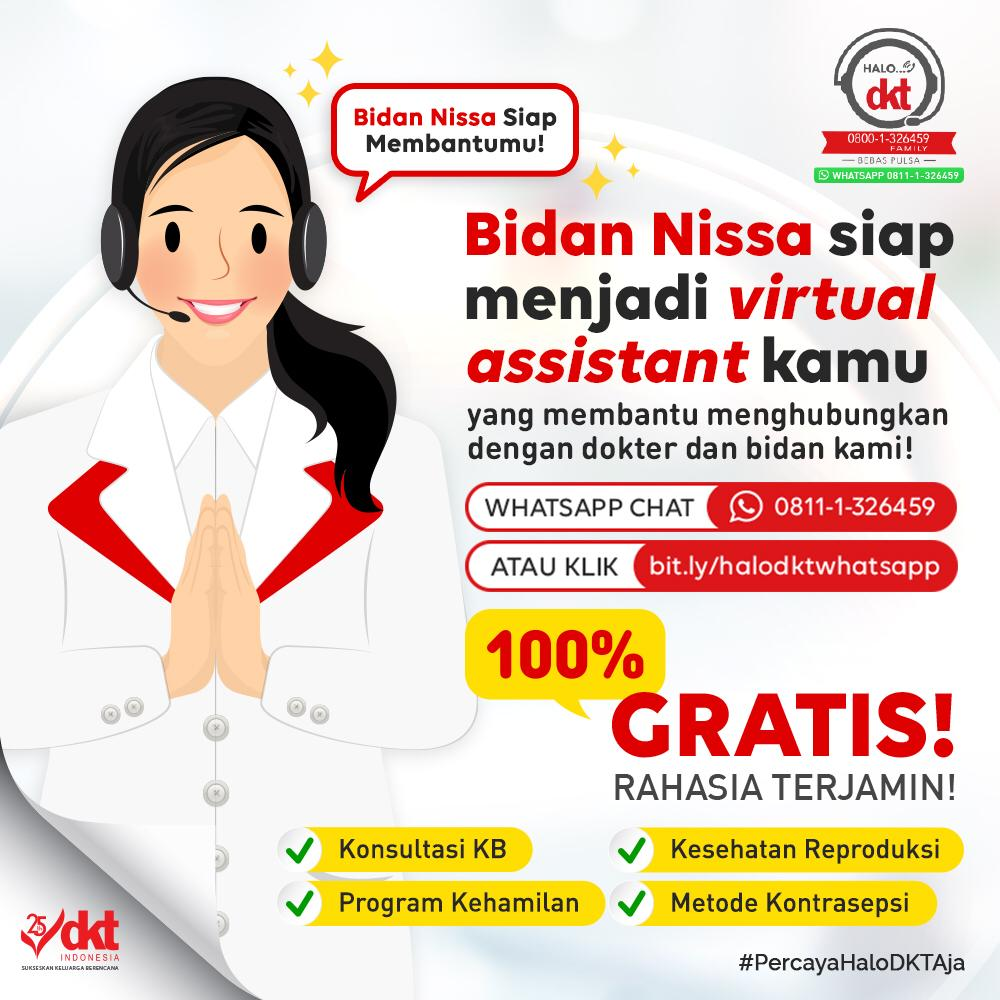 Bidan Nissa Siap
Membantumu!
HALO...
dkt
0800-1-326459
FAMILY
BEBAS PULSA
WHATSAPP 0811-1-326459
Bidan Nissa siap
menjadi virtual
assistant kamu
yang membantu menghubungkan
dengan dokter dan bidan kami!
WHATSAPP CHAT 0811-1-326459
ATAU KLIK bit.ly/halodktwhatsapp
100%
GRATIS!
RAHASIA TERJAMIN!
Konsultasi KB
Kesehatan Reproduksi
Program Kehamilan
Metode Kontrasepsi
25th dkt
INDONESIA
SUKSESKAN KELUARGA BERENCANA
#PercayaHaloDKTAja